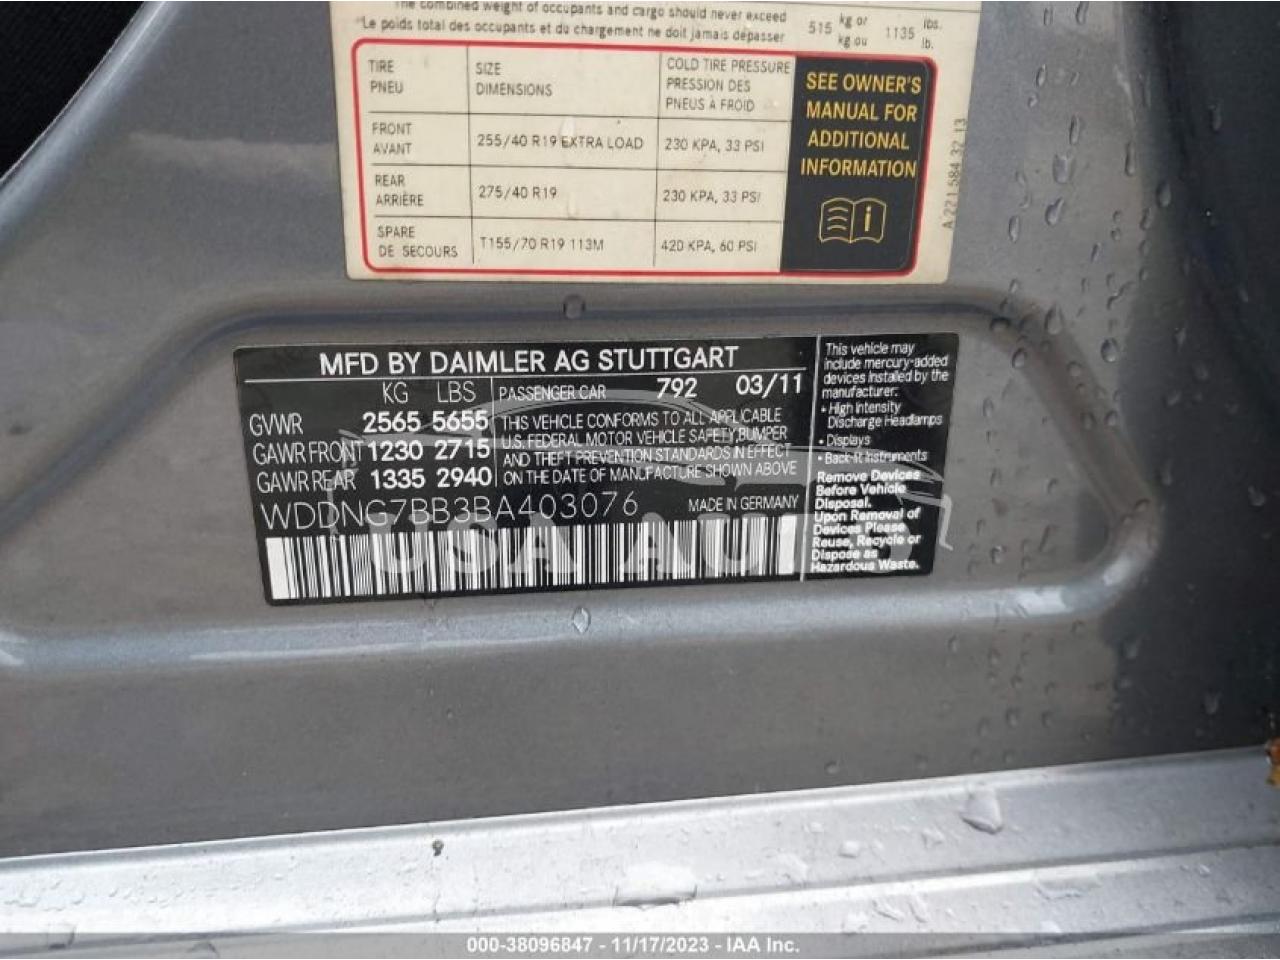 The combined weight of occupants and cargo should never exceed
Le poids total des occupants et du chargement ne doit jamais dépasser
515 kg or kg ou 1135 lbs. lb.
TIRE PNEU SIZE DIMENSIONS COLD TIRE PRESSURE PRESSION DES PNEUS À FROID
FRONT AVANT 255/40 R19 EXTRA LOAD 230 KPA, 33 PSI
REAR ARRIÈRE 275/40 R19 230 KPA, 33 PSI
SPARE DE SECOURS T155/70 R19 113M 420 KPA, 60 PSI
SEE OWNER'S
MANUAL FOR
ADDITIONAL
INFORMATION
i
A 221 584 32 13
MFD BY DAIMLER AG STUTTGART
KG LBS PASSENGER CAR 792 03/11
GVWR 2565 5655
GAWR FRONT 1230 2715
GAWR REAR 1335 2940
THIS VEHICLE CONFORMS TO ALL APPLICABLE
U.S. FEDERAL MOTOR VEHICLE SAFETY, BUMPER
AND THEFT PREVENTION STANDARDS IN EFFECT
ON THE DATE OF MANUFACTURE SHOWN ABOVE
WDDNG7BB3BA403076 MADE IN GERMANY
This vehicle may
include mercury-added
devices installed by the
manufacturer:
• High Intensity
Discharge Headlamps
• Displays
• Back-lit Instruments
Remove Devices
Before Vehicle
Disposal.
Upon Removal of
Devices Please
Reuse, Recycle or
Dispose as
Hazardous Waste.
USA AUTO
000-38096847 - 11/17/2023 - IAA Inc.